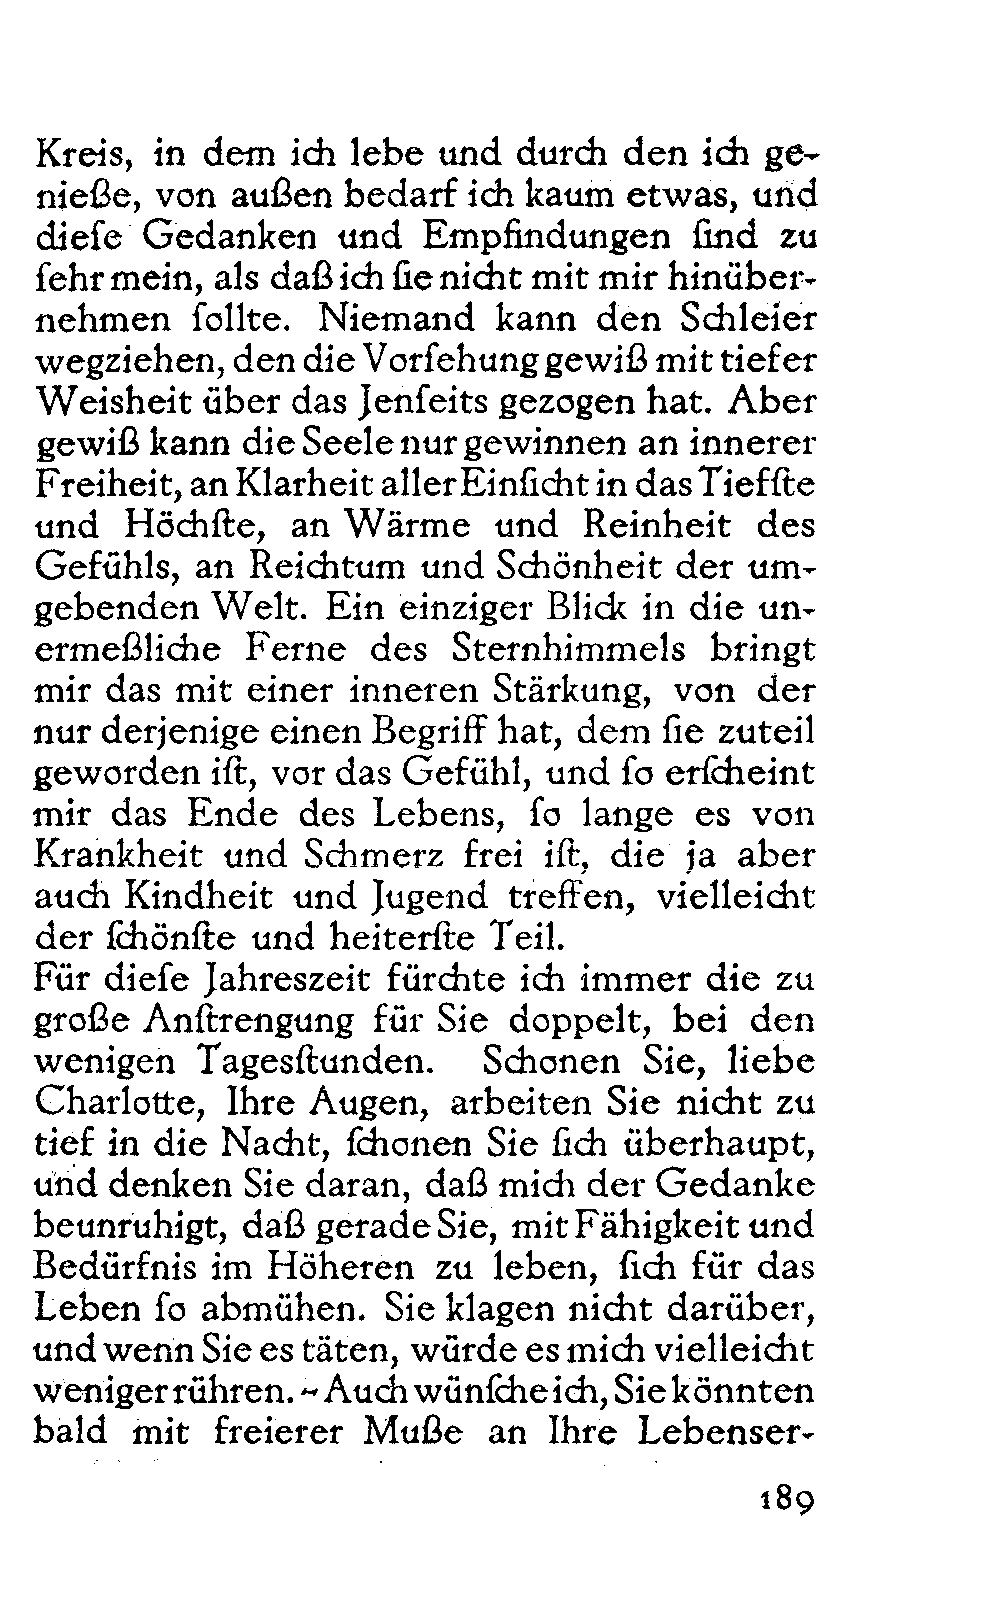 Kreis, in dem ich lebe und durch den ich ge-
nieße, von außen bedarf ich kaum etwas, und
dieſe Gedanken und Empfindungen ſind zu
ſehr mein, als daß ich ſie nicht mit mir hinüber-
nehmen ſollte. Niemand kann den Schleier
wegziehen, den die Vorſehung gewiß mit tiefer
Weisheit über das Jenſeits gezogen hat. Aber
gewiß kann die Seele nur gewinnen an innerer
Freiheit, an Klarheit aller Einſicht in das Tiefſte
und Höchſte, an Wärme und Reinheit des
Gefühls, an Reichtum und Schönheit der um-
gebenden Welt. Ein einziger Blick in die un-
ermeßliche Ferne des Sternhimmels bringt
mir das mit einer inneren Stärkung, von der
nur derjenige einen Begriff hat, dem ſie zuteil
geworden iſt, vor das Gefühl, und ſo erſcheint
mir das Ende des Lebens, ſo lange es von
Krankheit und Schmerz frei iſt, die ja aber
auch Kindheit und Jugend treffen, vielleicht
der ſchönſte und heiterſte Teil.
Für dieſe Jahreszeit fürchte ich immer die zu
große Anſtrengung für Sie doppelt, bei den
wenigen Tagesſtunden. Schonen Sie, liebe
Charlotte, Ihre Augen, arbeiten Sie nicht zu
tief in die Nacht, ſchonen Sie ſich überhaupt,
und denken Sie daran, daß mich der Gedanke
beunruhigt, daß gerade Sie, mit Fähigkeit und
Bedürfnis im Höheren zu leben, ſich für das
Leben ſo abmühen. Sie klagen nicht darüber,
und wenn Sie es täten, würde es mich vielleicht
weniger rühren. ~ Auch wünſche ich, Sie könnten
bald mit freierer Muße an Ihre Lebenser-
189